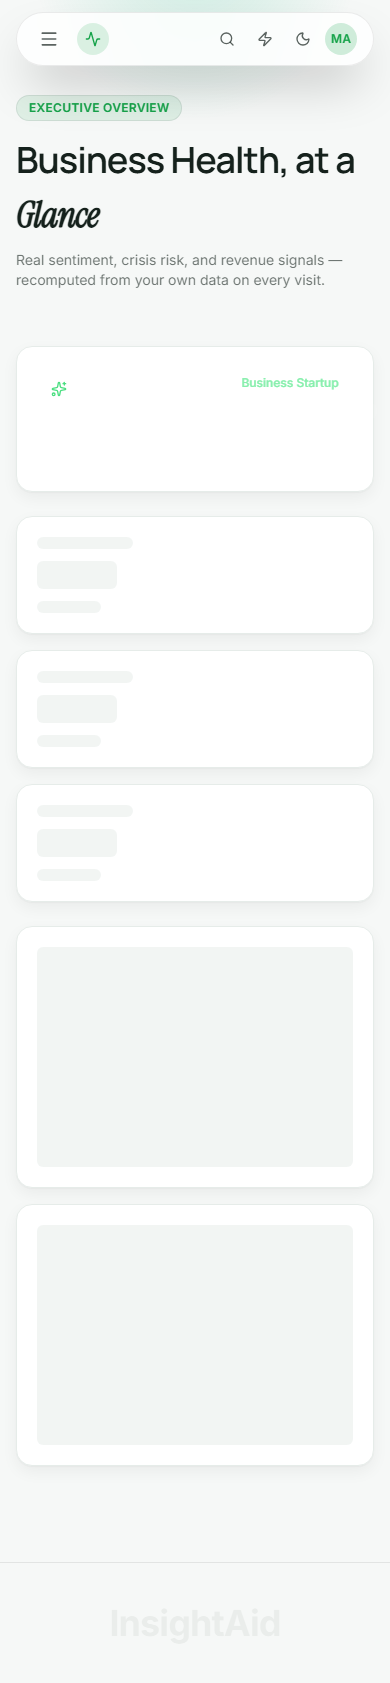 MA
EXECUTIVE OVERVIEW
Business Health, at a
Glance
Real sentiment, crisis risk, and revenue signals —
recomputed from your own data on every visit.
Business Startup
InsightAid